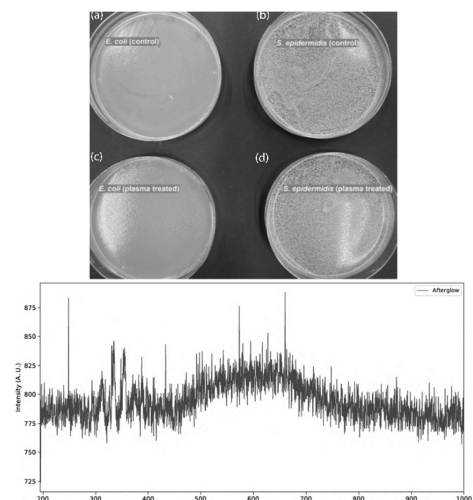 (a)
(b)
E. coli (control)
S. epidermidis (control)
(c)
(d)
E. coli (plasma treated)
S. epidermidis (plasma treated)
Afterglow
875
850
825
800
775
750
725
Intensity (A. U.)
200
300
400
500
600
700
800
900
1000